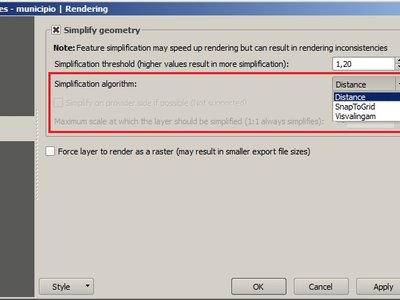 es - municipio | Rendering
Simplify geometry
Note: Feature simplification may speed up rendering but can result in rendering inconsistencies
Simplification threshold (higher values result in more simplification): 1,20
Simplification algorithm: Distance
Distance
SnapToGrid
Visvalingam
Simplify on provider side if possible (Not supported)
Maximum scale at which the layer should be simplified (1:1 always simplifies):
Force layer to render as a raster (may result in smaller export file sizes)
Style OK Cancel Apply